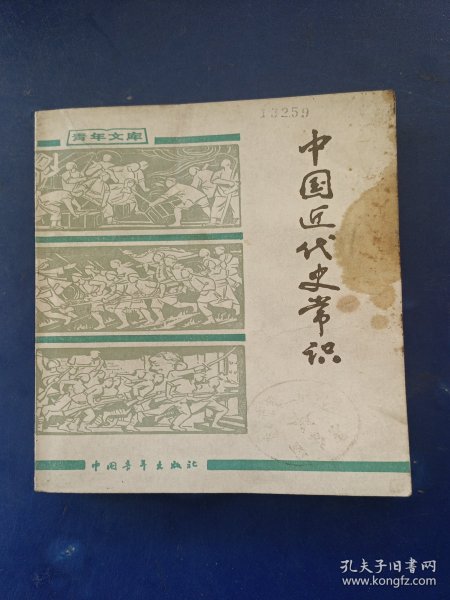 13259
青年文库
中国近代史常识
中国青年出版社
孔夫子旧书网
www.kongfz.com